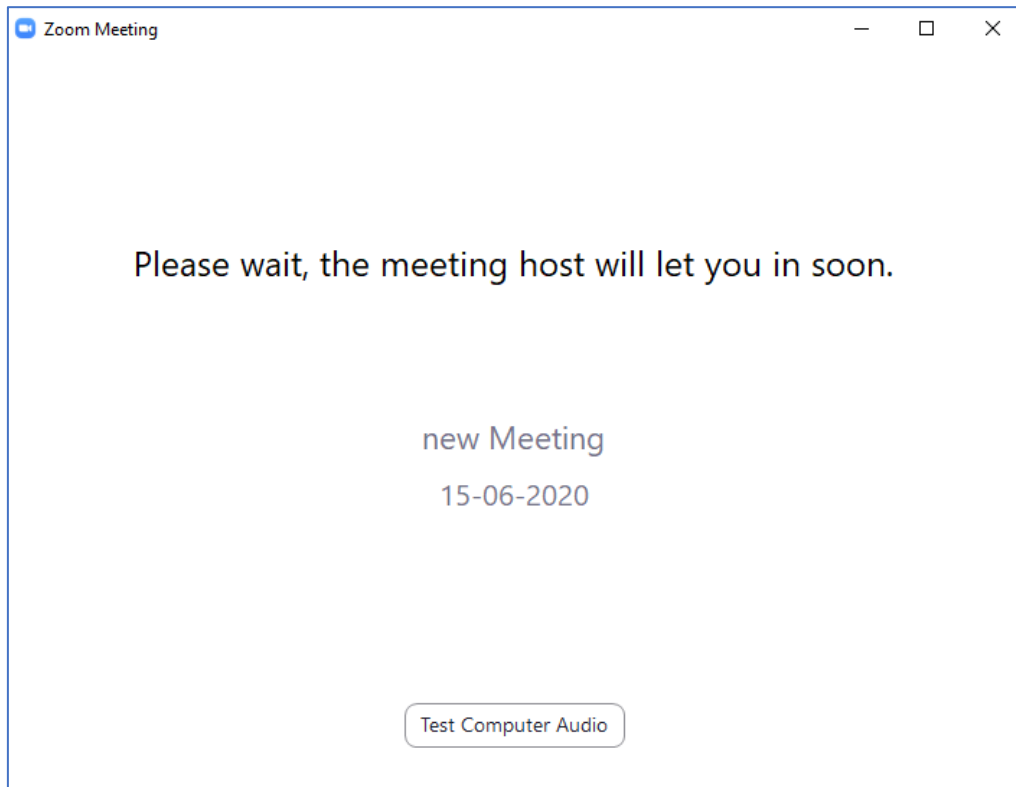 Zoom Meeting
Please wait, the meeting host will let you in soon.
new Meeting
15-06-2020
Test Computer Audio